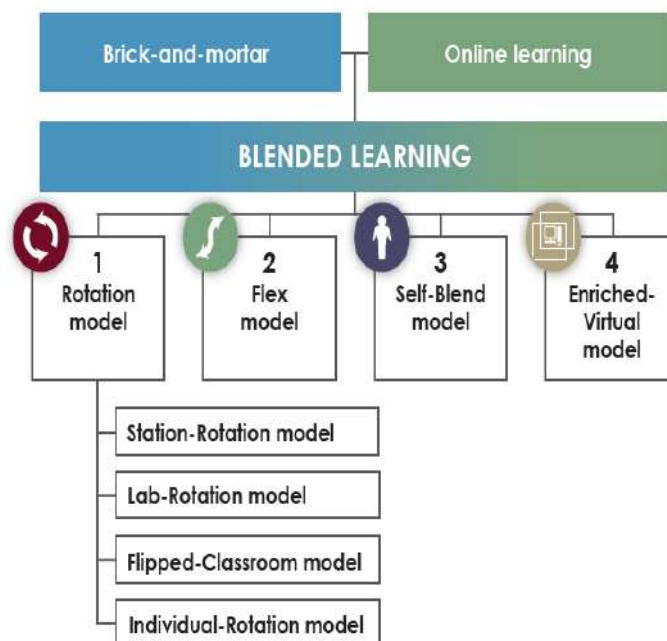 Brick-and-mortar
Online learning
BLENDED LEARNING
1
Rotation
model
2
Flex
model
3
Self-Blend
model
4
Enriched-
Virtual
model
Station-Rotation model
Lab-Rotation model
Flipped-Classroom model
Individual-Rotation model